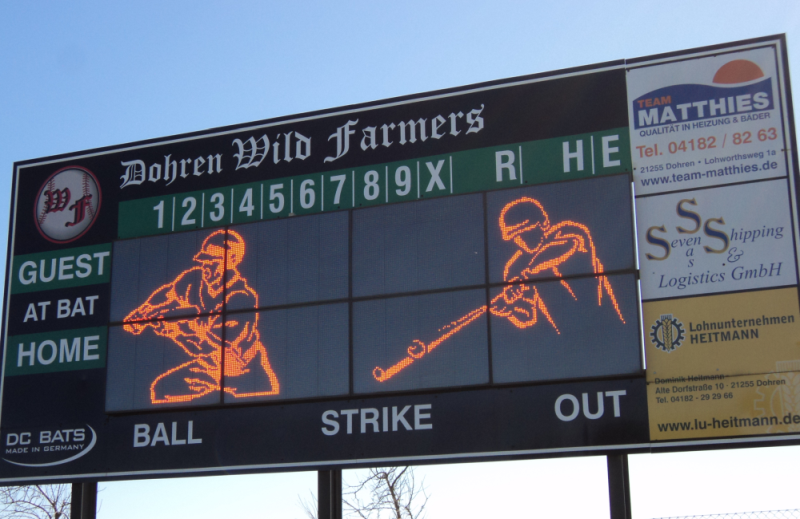 Dohren Wild Farmers
WF
1 2 3 4 5 6 7 8 9 X R H E
GUEST
AT BAT
HOME
BALL STRIKE OUT
DC BATS
MADE IN GERMANY
TEAM
MATTHIES
QUALITÄT IN HEIZUNG & BÄDER
Tel. 04182 / 82 63
21255 Dohren • Lohworthsweg 1a
www.team-matthies.de
Seven Seas Shipping
&
Logistics GmbH
Lohnunternehmen
HEITMANN
Dominik Heitmann
Alte Dorfstraße 10 · 21255 Dohren
Tel. 04182 - 29 29 66
www.lu-heitmann.de